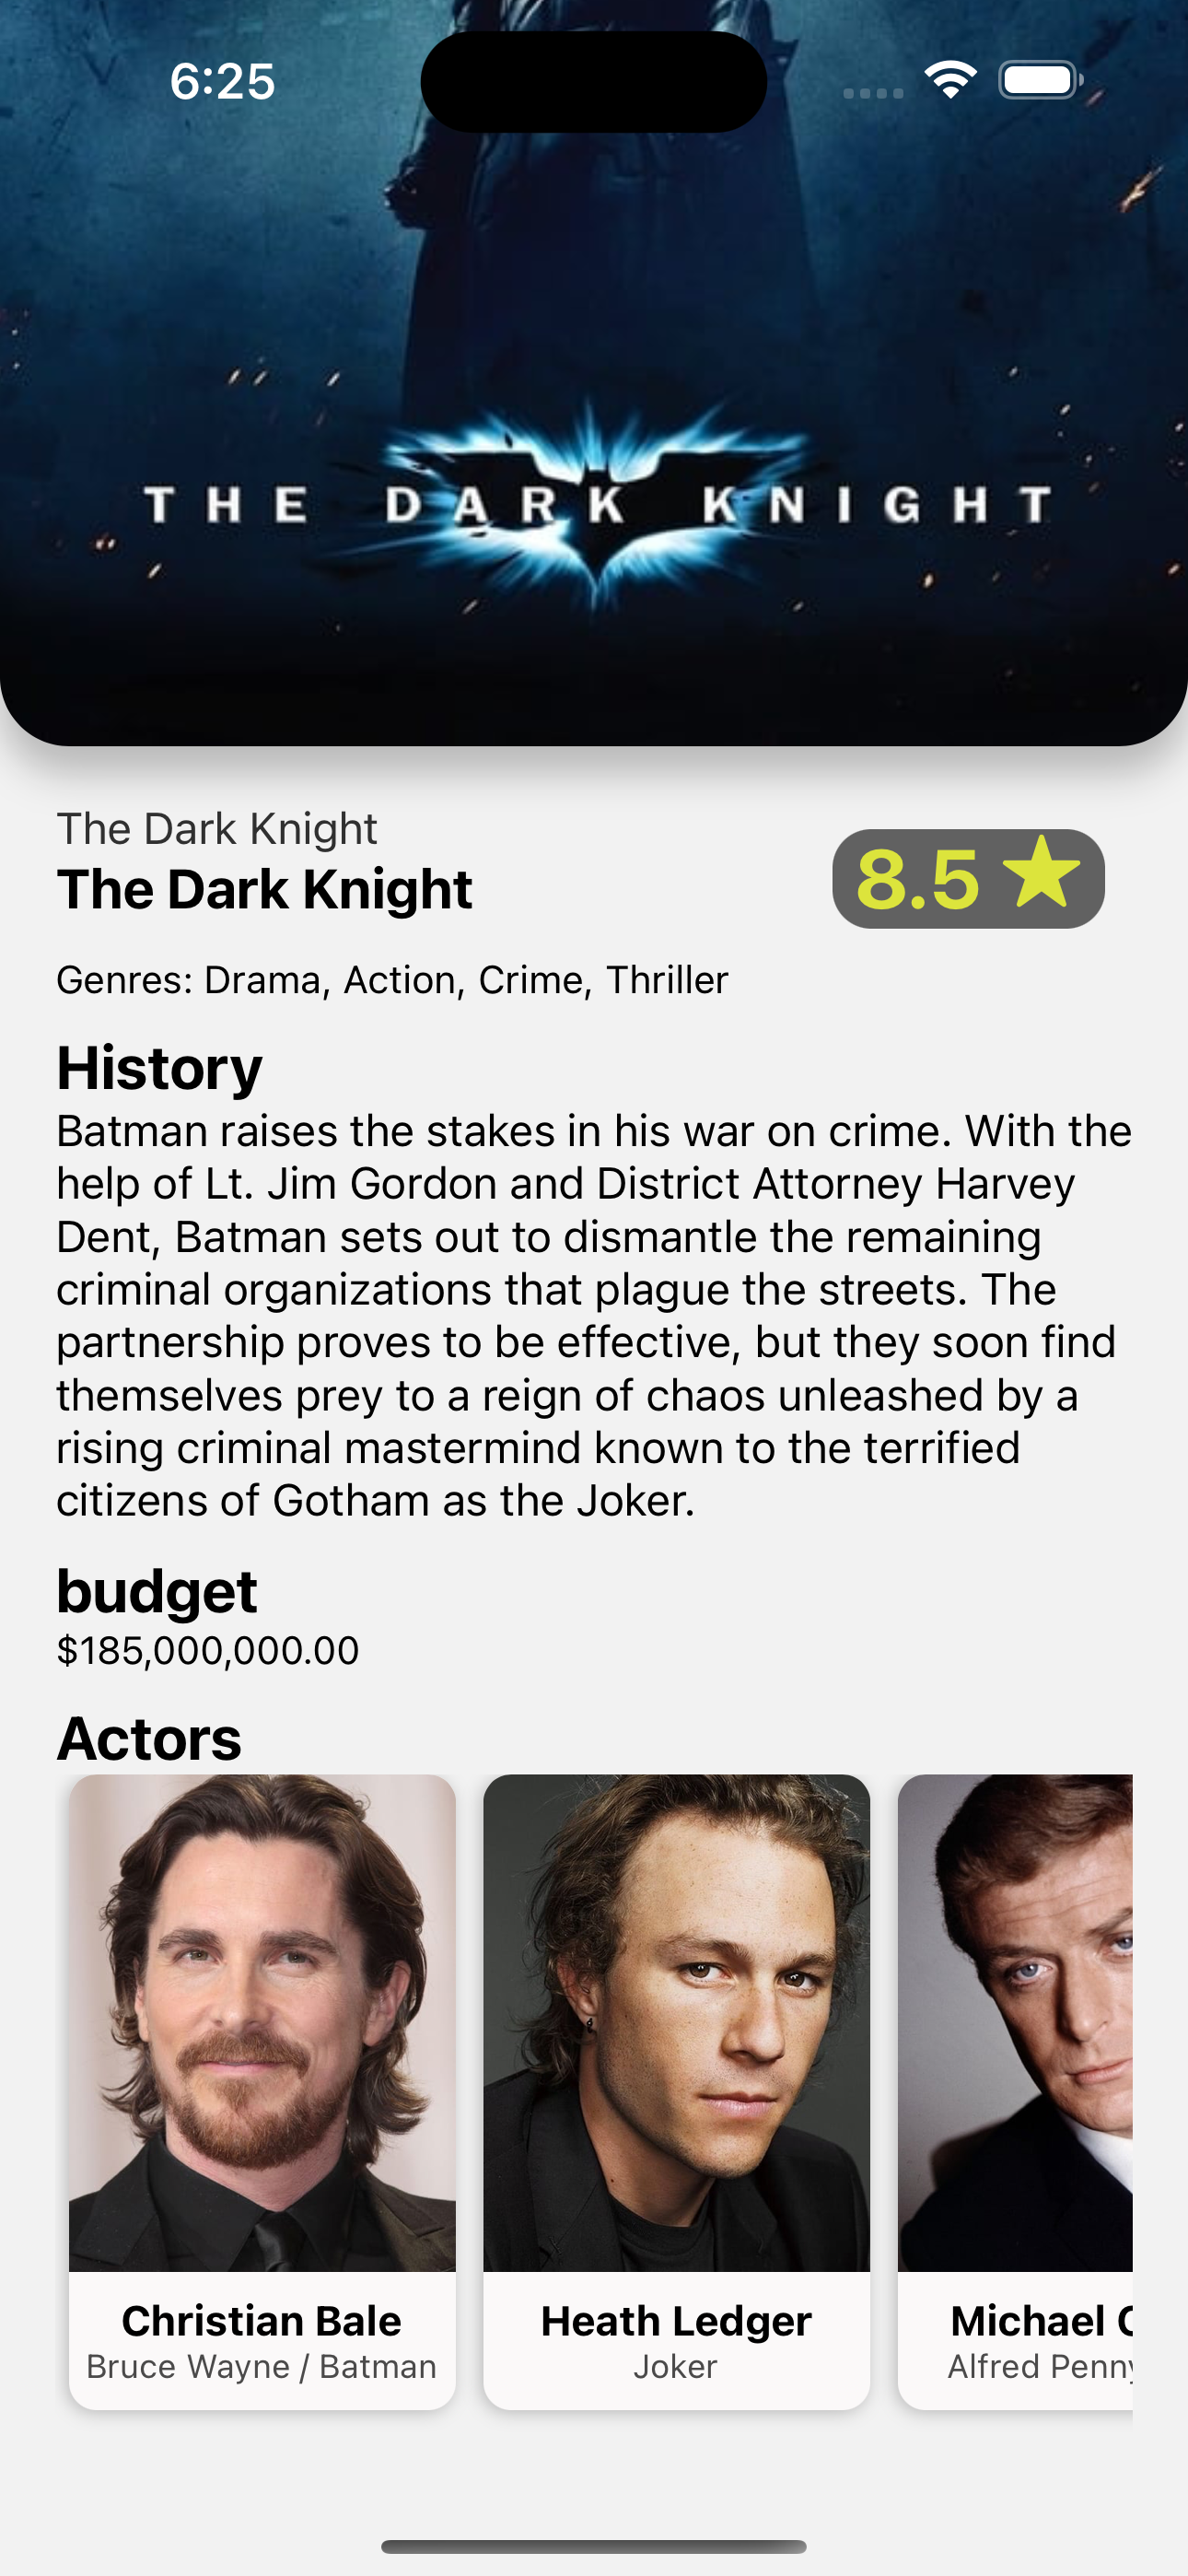 6:25
THE DARK KNIGHT
The Dark Knight
The Dark Knight
8.5
Genres: Drama, Action, Crime, Thriller
History
Batman raises the stakes in his war on crime. With the
help of Lt. Jim Gordon and District Attorney Harvey
Dent, Batman sets out to dismantle the remaining
criminal organizations that plague the streets. The
partnership proves to be effective, but they soon find
themselves prey to a reign of chaos unleashed by a
rising criminal mastermind known to the terrified
citizens of Gotham as the Joker.
budget
$185,000,000.00
Actors
Christian Bale
Bruce Wayne / Batman
Heath Ledger
Joker
Michael
Alfred